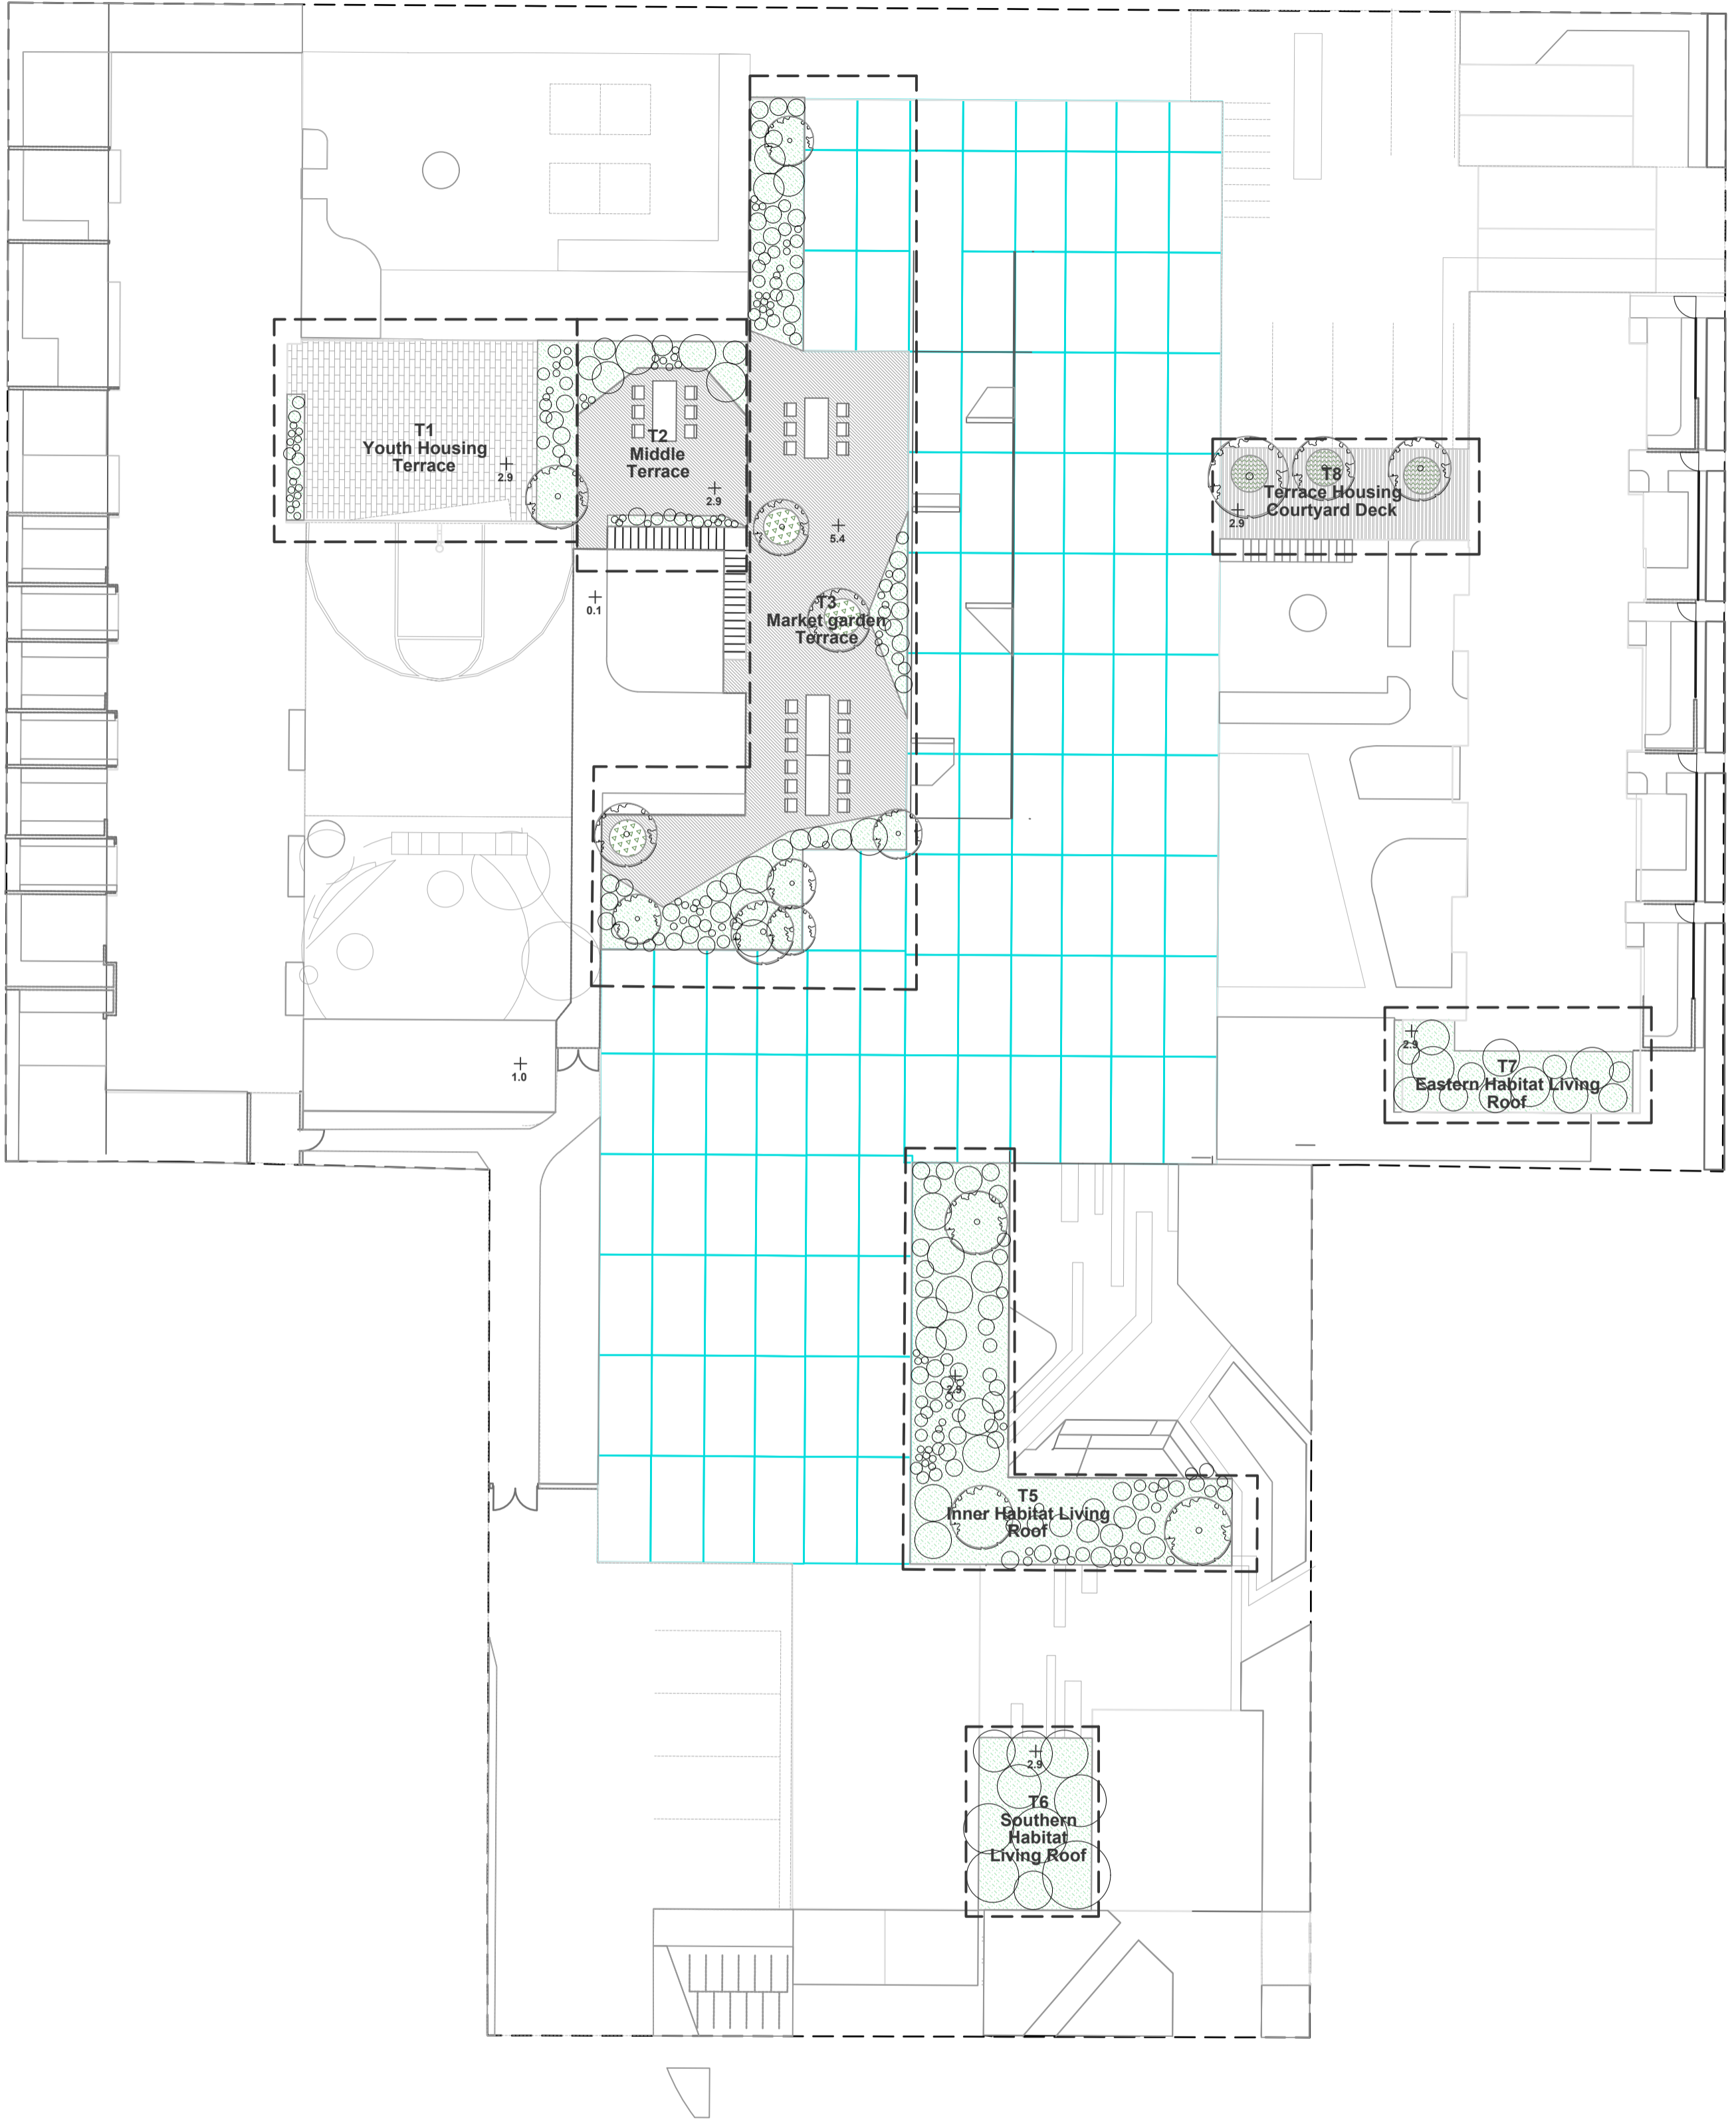 T1
Youth Housing
Terrace
2.9
T2
Middle
Terrace
2.9
5.4
T8
Terrace Housing
Courtyard Deck
2.9
0.1
T3
Market garden
Terrace
1.0
2.9
T7
Eastern Habitat Living
Roof
2.9
T5
Inner Habitat Living
Roof
2.9
T6
Southern
Habitat
Living Roof